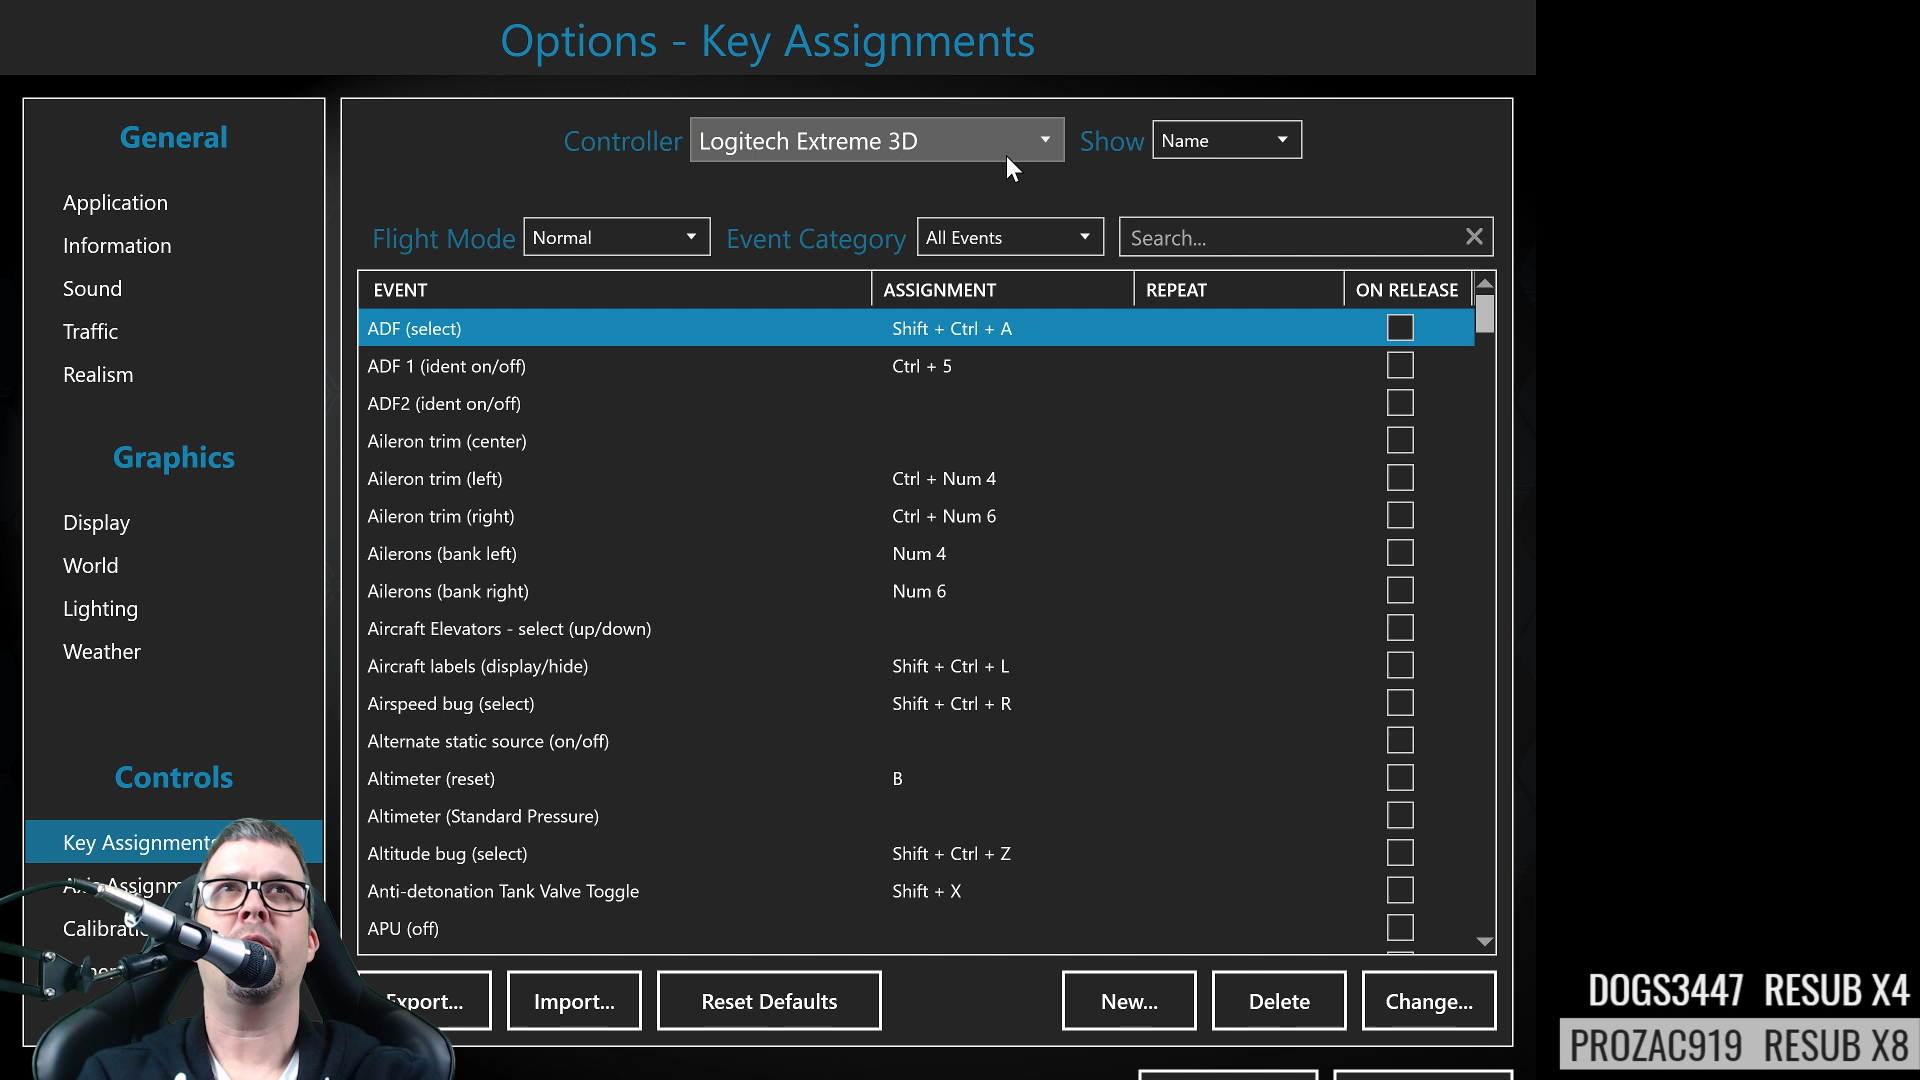 Options - Key Assignments
General
Application
Information
Sound
Traffic
Realism
Graphics
Display
World
Lighting
Weather
Controls
Key Assignments
Controller Logitech Extreme 3D Show Name
Flight Mode Normal Event Category All Events Search...
EVENT ASSIGNMENT REPEAT ON RELEASE
ADF (select) Shift + Ctrl + A
ADF 1 (ident on/off) Ctrl + 5
ADF2 (ident on/off)
Aileron trim (center)
Aileron trim (left) Ctrl + Num 4
Aileron trim (right) Ctrl + Num 6
Ailerons (bank left) Num 4
Ailerons (bank right) Num 6
Aircraft Elevators - select (up/down)
Aircraft labels (display/hide) Shift + Ctrl + L
Airspeed bug (select) Shift + Ctrl + R
Alternate static source (on/off)
Altimeter (reset) B
Altimeter (Standard Pressure)
Altitude bug (select) Shift + Ctrl + Z
Anti-detonation Tank Valve Toggle Shift + X
APU (off)
Export... Import... Reset Defaults New... Delete Change...
DOGS3447 RESUB X4
PROZAC919 RESUB X8